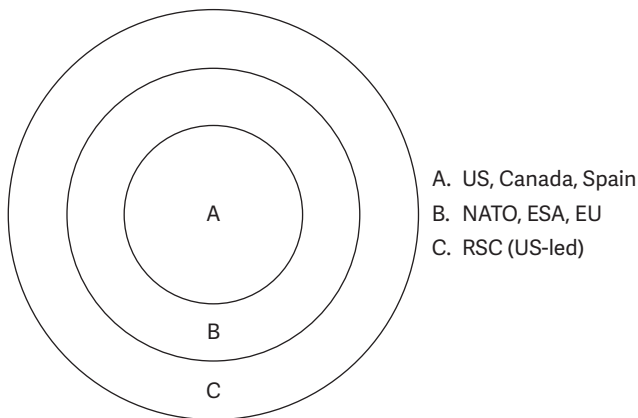 A
B
C
A. US, Canada, Spain
B. NATO, ESA, EU
C. RSC (US-led)